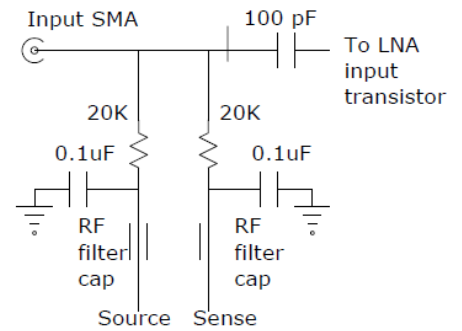 Input SMA
100 pF
To LNA
input
transistor
20K
20K
0.1uF
0.1uF
RF
filter
cap
RF
filter
cap
Source
Sense